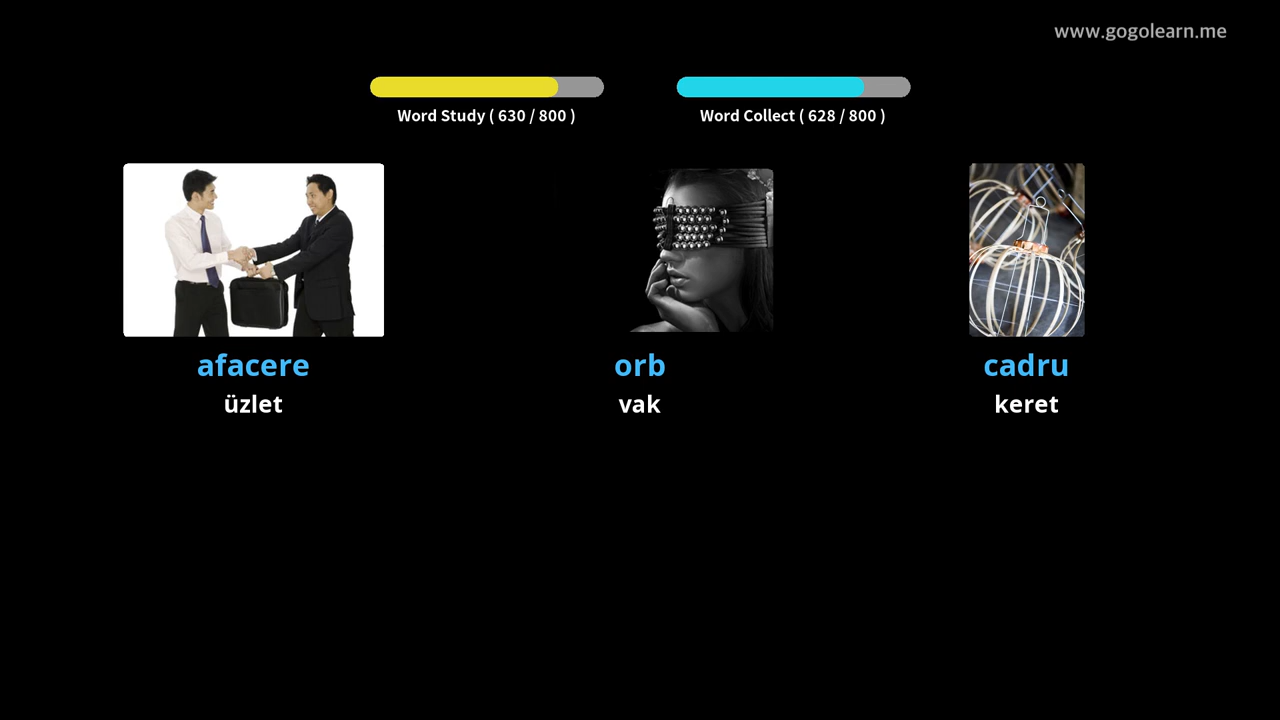 www.gogolearn.me
Word Study ( 630 / 800 )
Word Collect ( 628 / 800 )
afacere
orb
cadru
üzlet
vak
keret